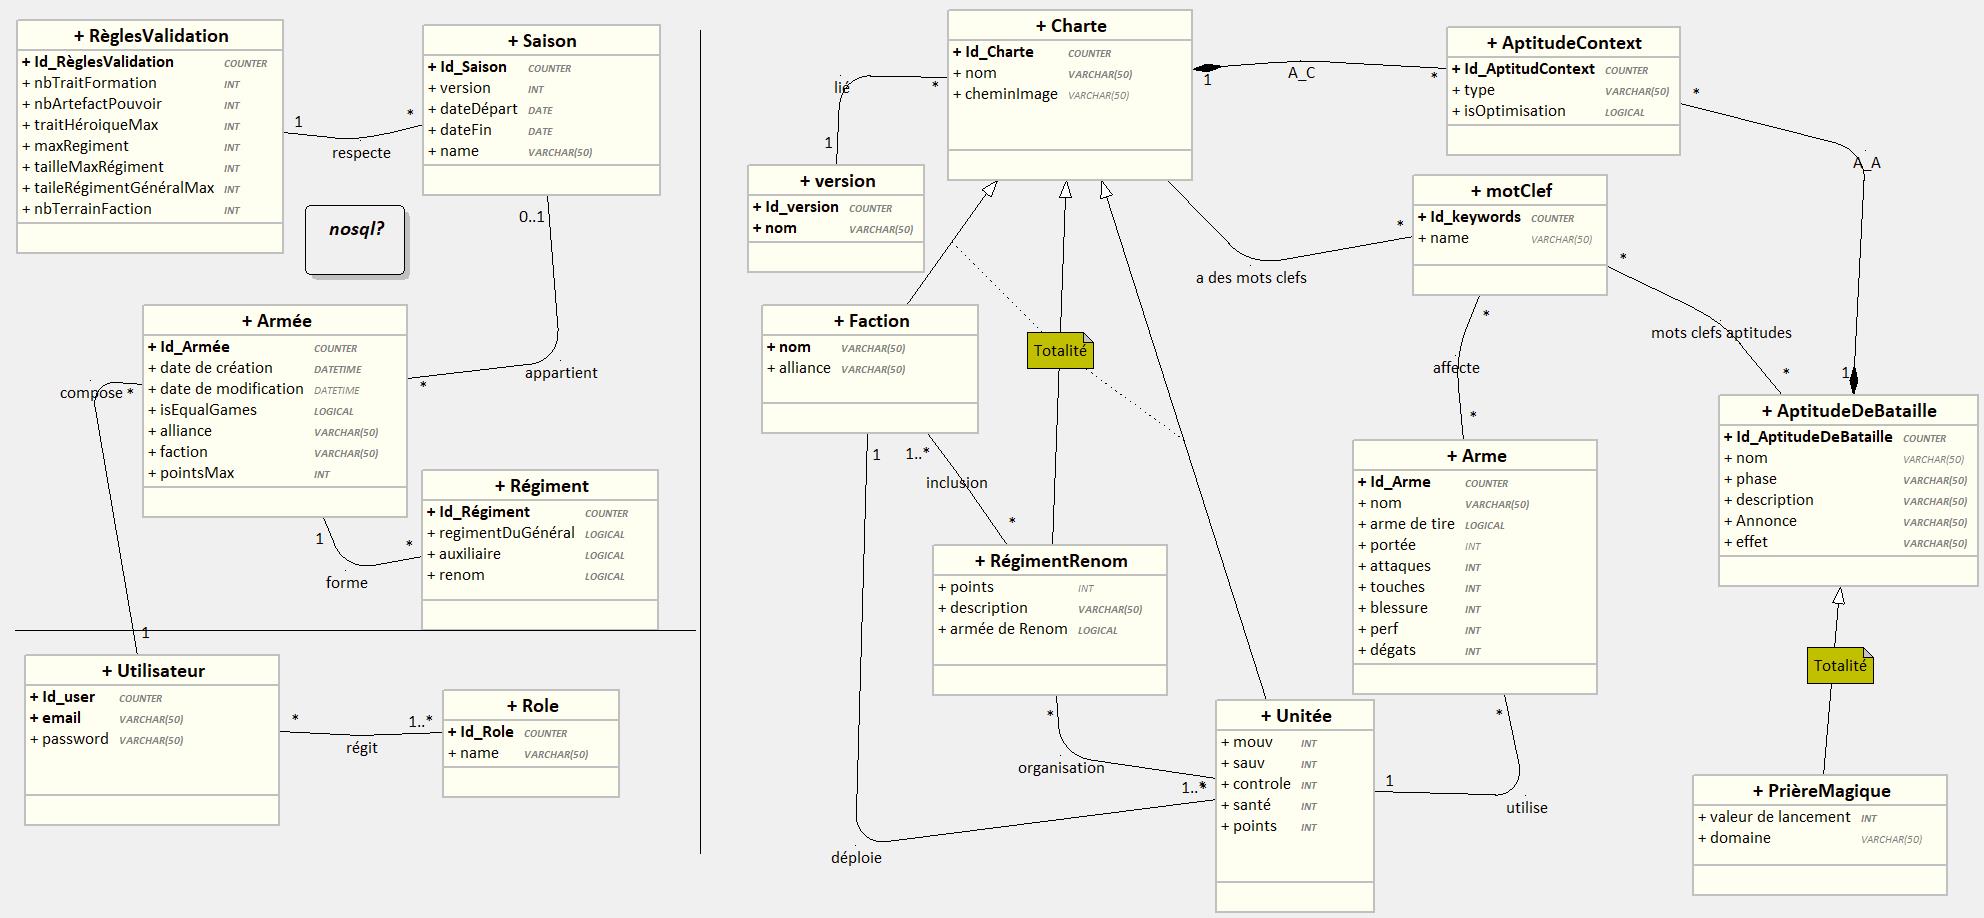 + RèglesValidation
+ Id_RèglesValidation COUNTER
+ nbTraitFormation INT
+ nbArtefactPouvoir INT
+ traitHéroiqueMax INT
+ maxRegiment INT
+ tailleMaxRégiment INT
+ taileRégimentGénéralMax INT
+ nbTerrainFaction INT
1
*
respecte
+ Saison
+ Id_Saison COUNTER
+ version INT
+ dateDépart DATE
+ dateFin DATE
+ name VARCHAR(50)
nosql?
0..1
appartient
*
+ Armée
+ Id_Armée COUNTER
+ date de création DATETIME
+ date de modification DATETIME
+ isEqualGames LOGICAL
+ alliance VARCHAR(50)
+ faction VARCHAR(50)
+ pointsMax INT
compose *
1
1
*
forme
+ Régiment
+ Id_Régiment COUNTER
+ regimentDuGénéral LOGICAL
+ auxiliaire LOGICAL
+ renom LOGICAL
+ Utilisateur
+ Id_user COUNTER
+ email VARCHAR(50)
+ password VARCHAR(50)
*
1..*
régit
+ Role
+ Id_Role COUNTER
+ name VARCHAR(50)
+ Charte
+ Id_Charte COUNTER
+ nom VARCHAR(50)
+ cheminImage VARCHAR(50)
lié
*
1
+ version
+ Id_version COUNTER
+ nom VARCHAR(50)
1
A_C
*
+ AptitudeContext
+ Id_AptitudContext COUNTER
+ type VARCHAR(50)
+ isOptimisation LOGICAL
*
A_A
1
+ motClef
+ Id_keywords COUNTER
+ name VARCHAR(50)
*
a des mots clefs
*
mots clefs aptitudes
*
*
affecte
*
+ Faction
+ nom VARCHAR(50)
+ alliance VARCHAR(50)
Totalité
1
1..*
inclusion
*
+ RégimentRenom
+ points INT
+ description VARCHAR(50)
+ armée de Renom LOGICAL
*
organisation
1..*
*
déploie
+ Unitée
+ mouv INT
+ sauv INT
+ controle INT
+ santé INT
+ points INT
1
*
utilise
+ Arme
+ Id_Arme COUNTER
+ nom VARCHAR(50)
+ arme de tire LOGICAL
+ portée INT
+ attaques INT
+ touches INT
+ blessure INT
+ perf INT
+ dégats INT
+ AptitudeDeBataille
+ Id_AptitudeDeBataille COUNTER
+ nom VARCHAR(50)
+ phase VARCHAR(50)
+ description VARCHAR(50)
+ Annonce VARCHAR(50)
+ effet VARCHAR(50)
Totalité
+ PrièreMagique
+ valeur de lancement INT
+ domaine VARCHAR(50)